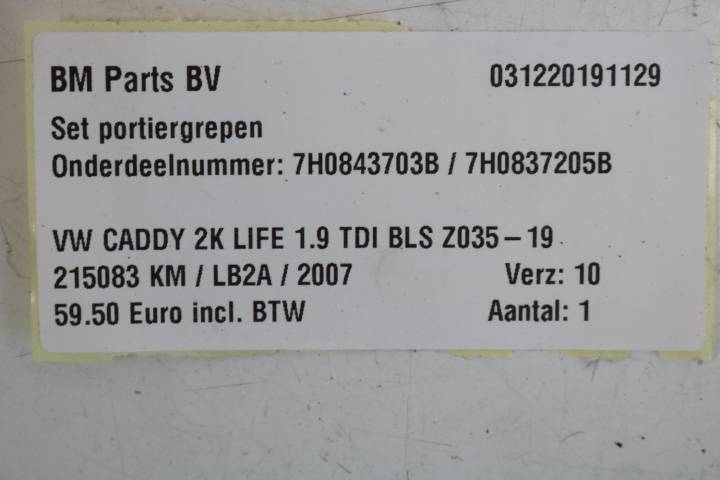 BM Parts BV 031220191129
Set portiergrepen
Onderdeelnummer: 7H0843703B / 7H0837205B
VW CADDY 2K LIFE 1.9 TDI BLS Z035-19
215083 KM / LB2A / 2007 Verz: 10
59.50 Euro incl. BTW Aantal: 1